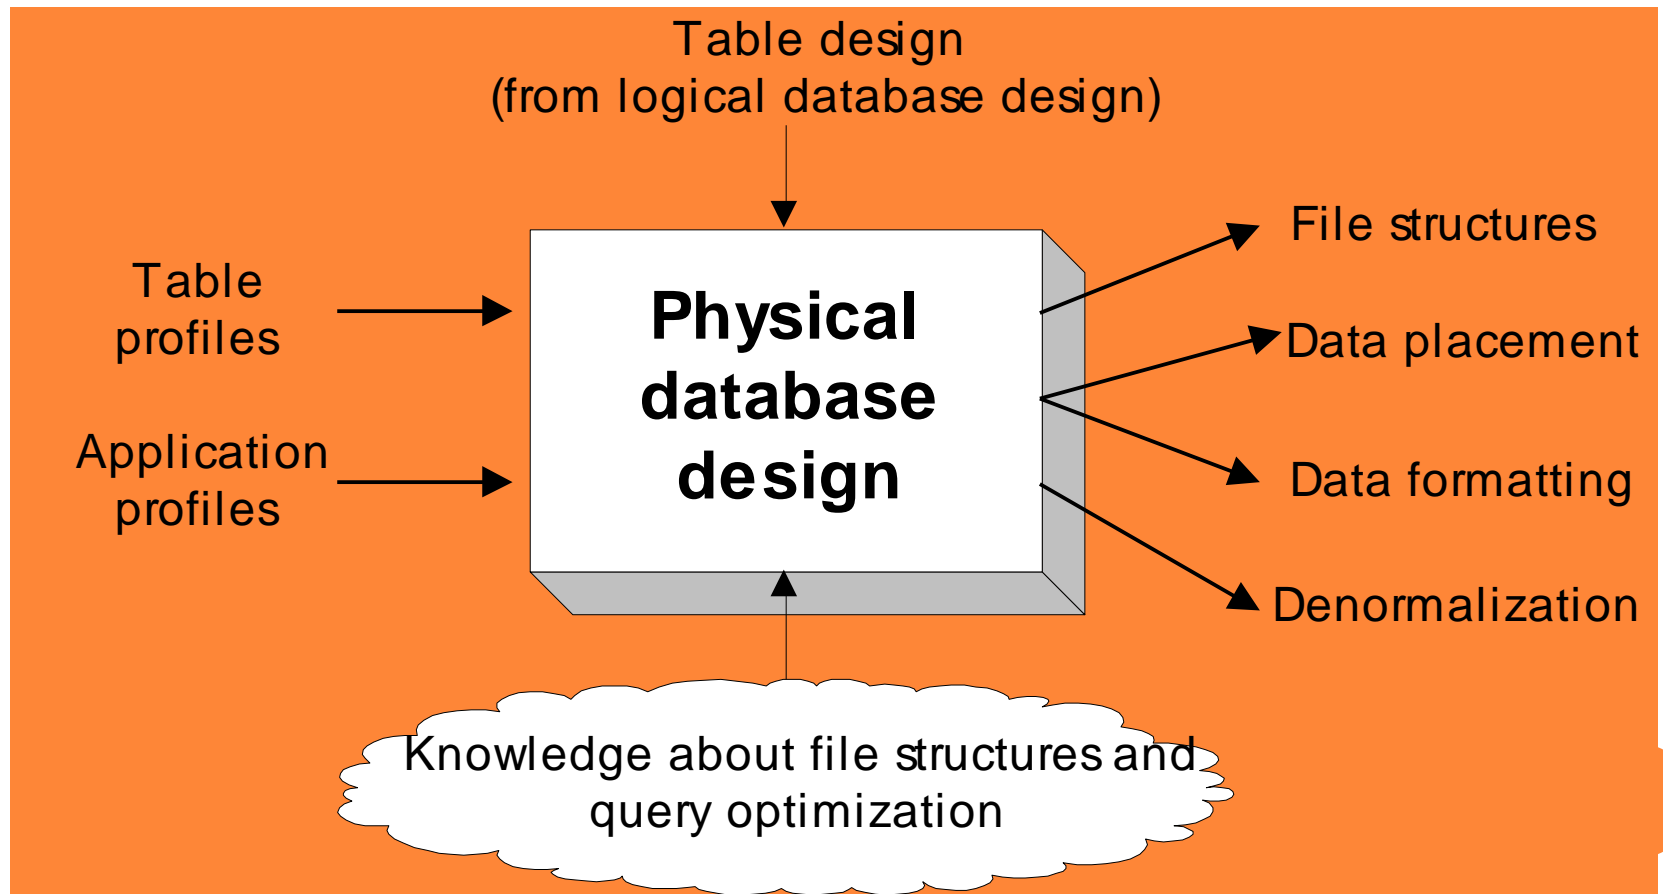 Table design
(from logical database design)
Table
profiles
Application
profiles
Physical
database
design
File structures
Data placement
Data formatting
Denormalization
Knowledge about file structures and
query optimization